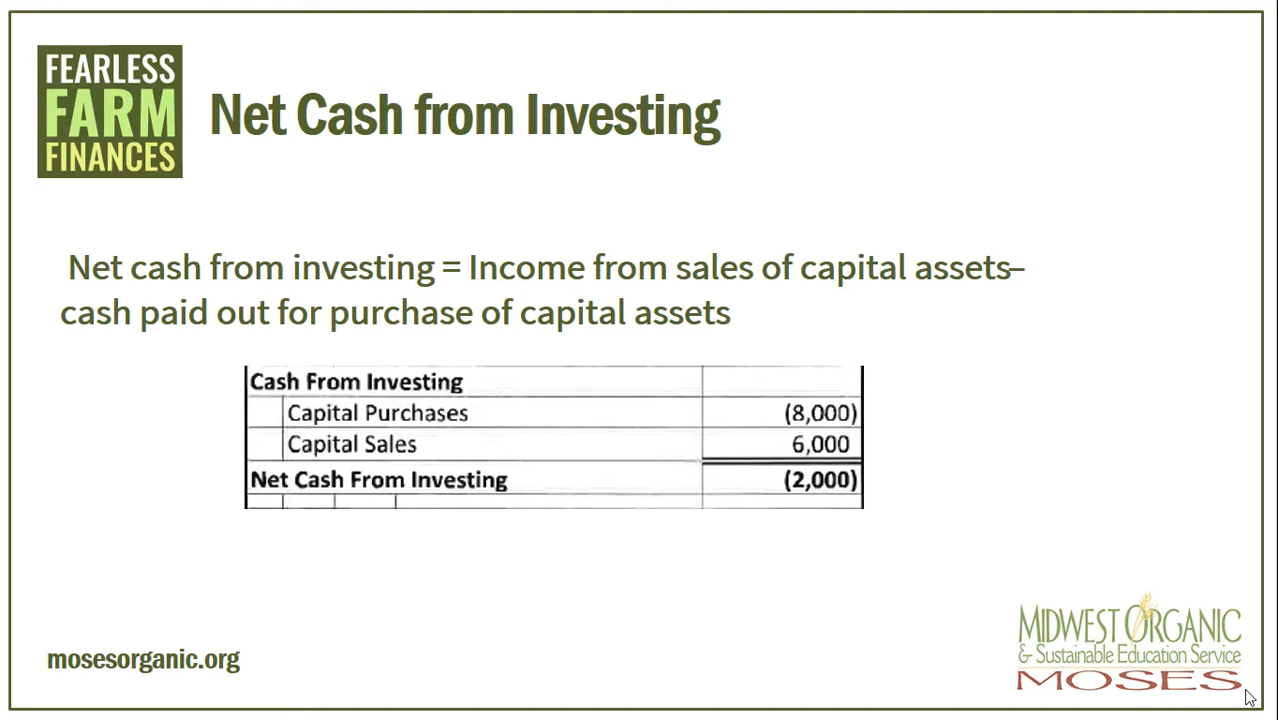 FEARLESS
FARM
FINANCES
Net Cash from Investing
Net cash from investing = Income from sales of capital assets–
cash paid out for purchase of capital assets
Cash From Investing
Capital Purchases (8,000)
Capital Sales 6,000
Net Cash From Investing (2,000)
mosesorganic.org
MIDWEST ORGANIC
& Sustainable Education Service
MOSES